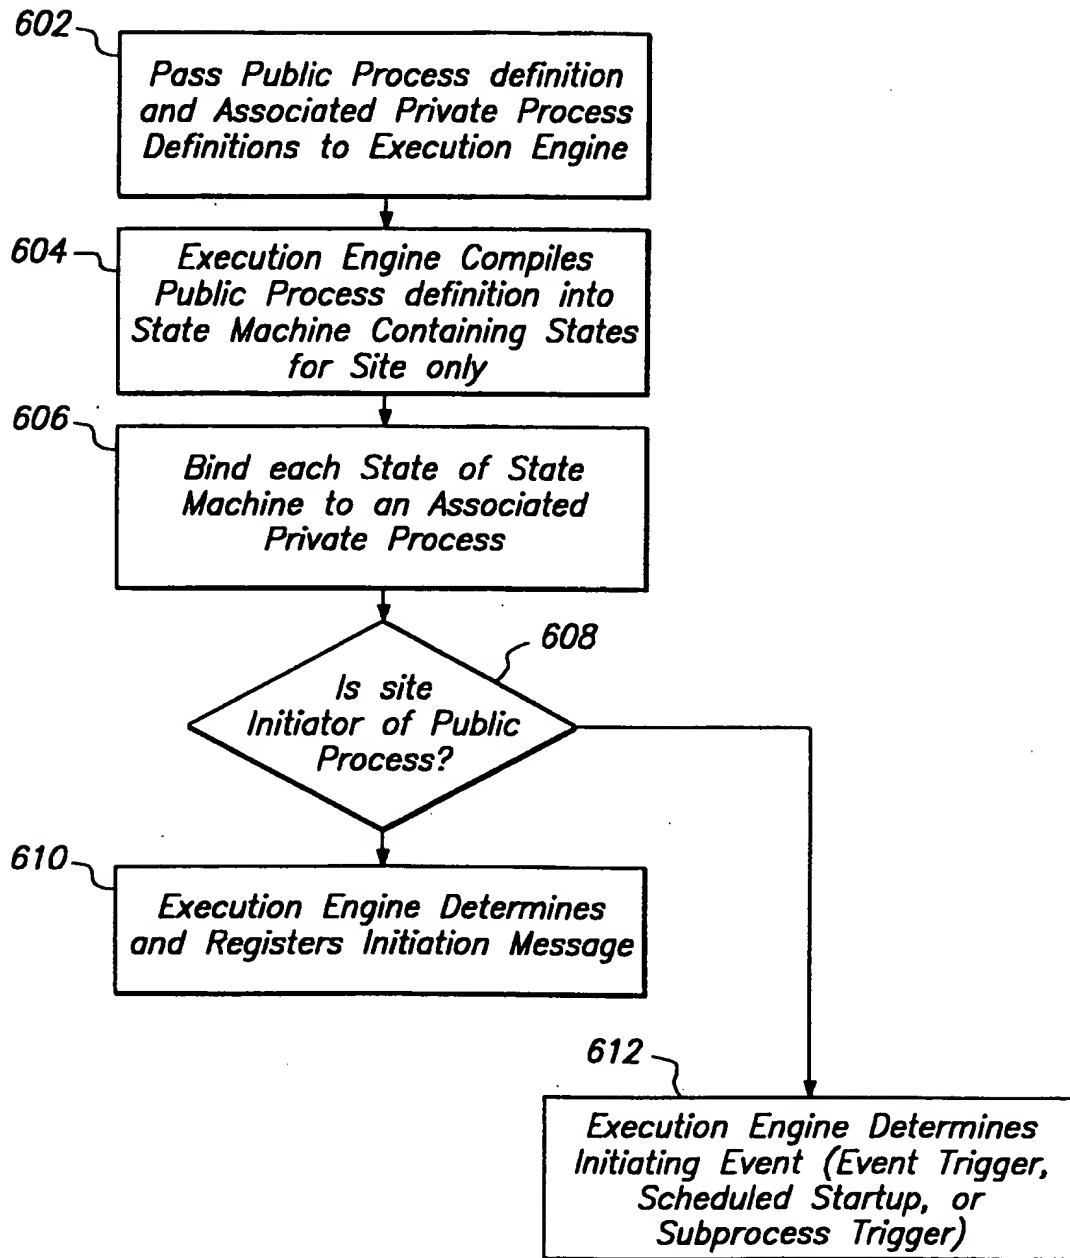 602
Pass Public Process definition
and Associated Private Process
Definitions to Execution Engine
604
Execution Engine Compiles
Public Process definition into
State Machine Containing States
for Site only
606
Bind each State of State
Machine to an Associated
Private Process
608
Is site
Initiator of Public
Process?
610
Execution Engine Determines
and Registers Initiation Message
612
Execution Engine Determines
Initiating Event (Event Trigger,
Scheduled Startup, or
Subprocess Trigger)